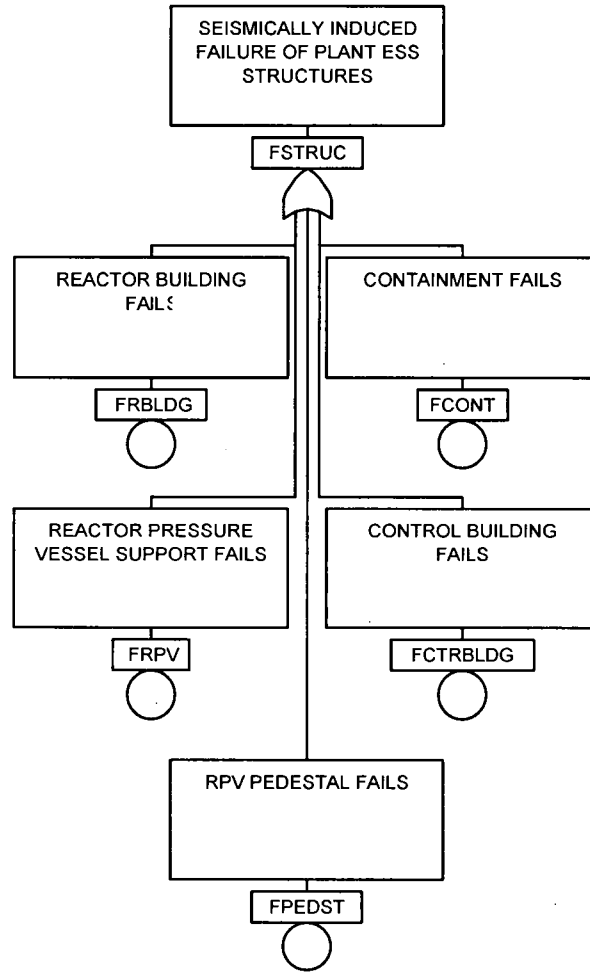 SEISMICALLY INDUCED
FAILURE OF PLANT ESS
STRUCTURES
FSTRUC
REACTOR BUILDING
FAILS
FRBLDG
CONTAINMENT FAILS
FCONT
REACTOR PRESSURE
VESSEL SUPPORT FAILS
FRPV
CONTROL BUILDING
FAILS
FCTRBLDG
RPV PEDESTAL FAILS
FPEDST